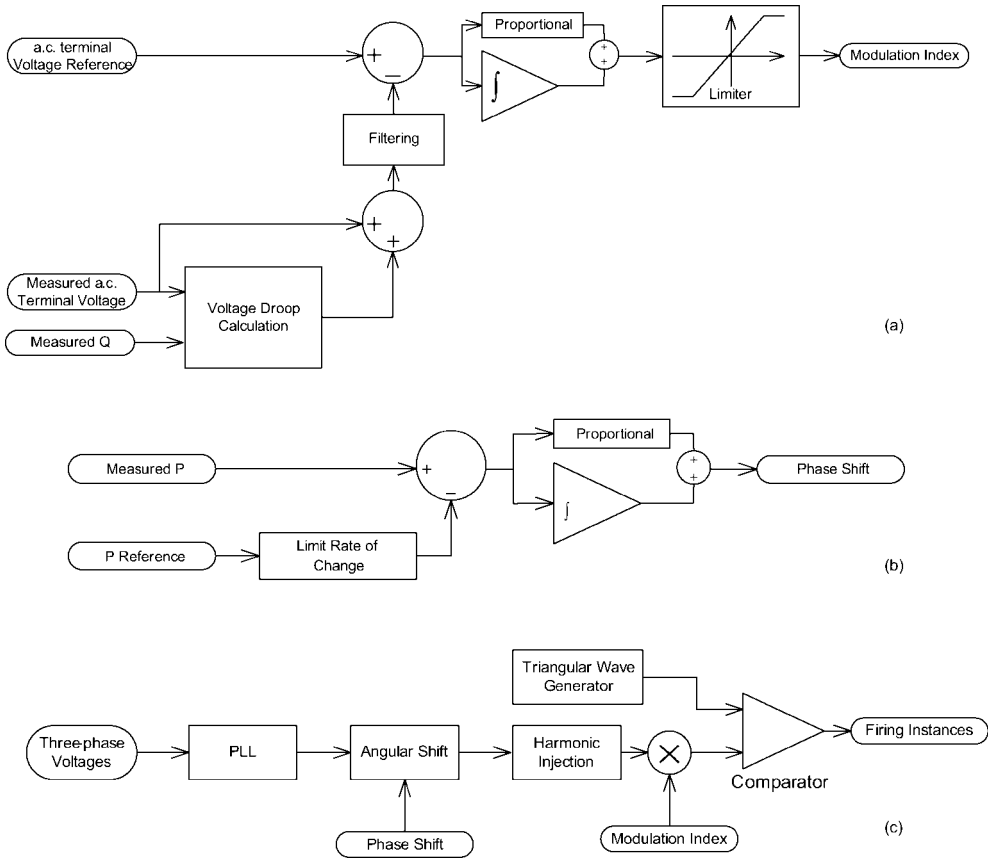 a.c. terminal
Voltage Reference
+
−
Proportional
∫
+
+
Limiter
Modulation Index
Filtering
+
+
Measured a.c.
Terminal Voltage
Voltage Droop
Calculation
Measured Q
(a)
Measured P
+
−
Proportional
∫
+
+
Phase Shift
P Reference
Limit Rate of
Change
(b)
Triangular Wave
Generator
Three-phase
Voltages
PLL
Angular Shift
Harmonic
Injection
×
Comparator
Firing Instances
Phase Shift
Modulation Index
(c)